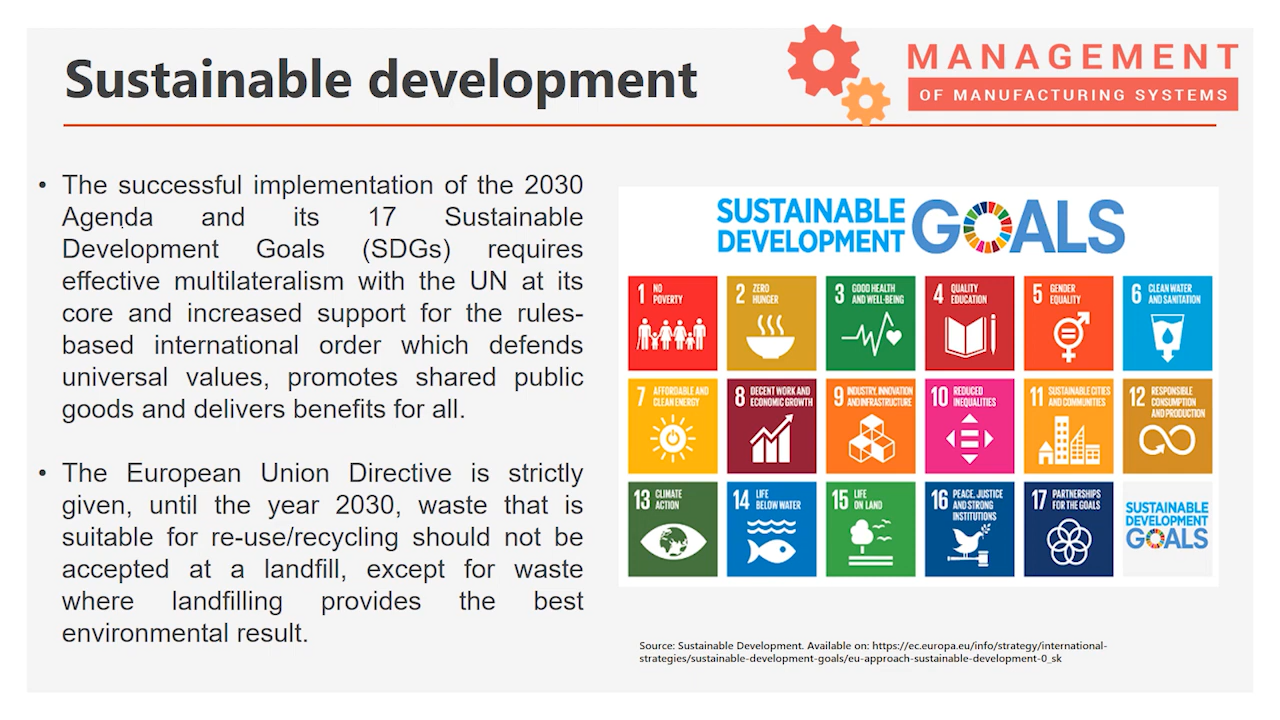 Sustainable development
MANAGEMENT
OF MANUFACTURING SYSTEMS
• The successful implementation of the 2030
Agenda and its 17 Sustainable
Development Goals (SDGs) requires
effective multilateralism with the UN at its
core and increased support for the rules-
based international order which defends
universal values, promotes shared public
goods and delivers benefits for all.
• The European Union Directive is strictly
given, until the year 2030, waste that is
suitable for re-use/recycling should not be
accepted at a landfill, except for waste
where landfilling provides the best
environmental result.
SUSTAINABLE
DEVELOPMENT
GOALS
1 NO
POVERTY
2 ZERO
HUNGER
3 GOOD HEALTH
AND WELL-BEING
4 QUALITY
EDUCATION
5 GENDER
EQUALITY
6 CLEAN WATER
AND SANITATION
7 AFFORDABLE AND
CLEAN ENERGY
8 DECENT WORK AND
ECONOMIC GROWTH
9 INDUSTRY, INNOVATION
AND INFRASTRUCTURE
10 REDUCED
INEQUALITIES
11 SUSTAINABLE CITIES
AND COMMUNITIES
12 RESPONSIBLE
CONSUMPTION
AND PRODUCTION
13 CLIMATE
ACTION
14 LIFE
BELOW WATER
15 LIFE
ON LAND
16 PEACE, JUSTICE
AND STRONG
INSTITUTIONS
17 PARTNERSHIPS
FOR THE GOALS
SUSTAINABLE
DEVELOPMENT
GOALS
Source: Sustainable Development. Available on: https://ec.europa.eu/info/strategy/international-
strategies/sustainable-development-goals/eu-approach-sustainable-development-0_sk